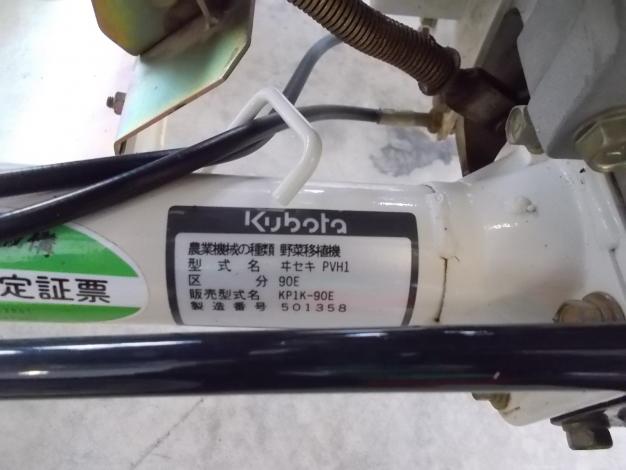 Kubota
農業機械の種類 野菜移植機
型式名 ヰセキ PVH1
区分 90E
販売型式名 KP1K-90E
製造番号 501358
定証票